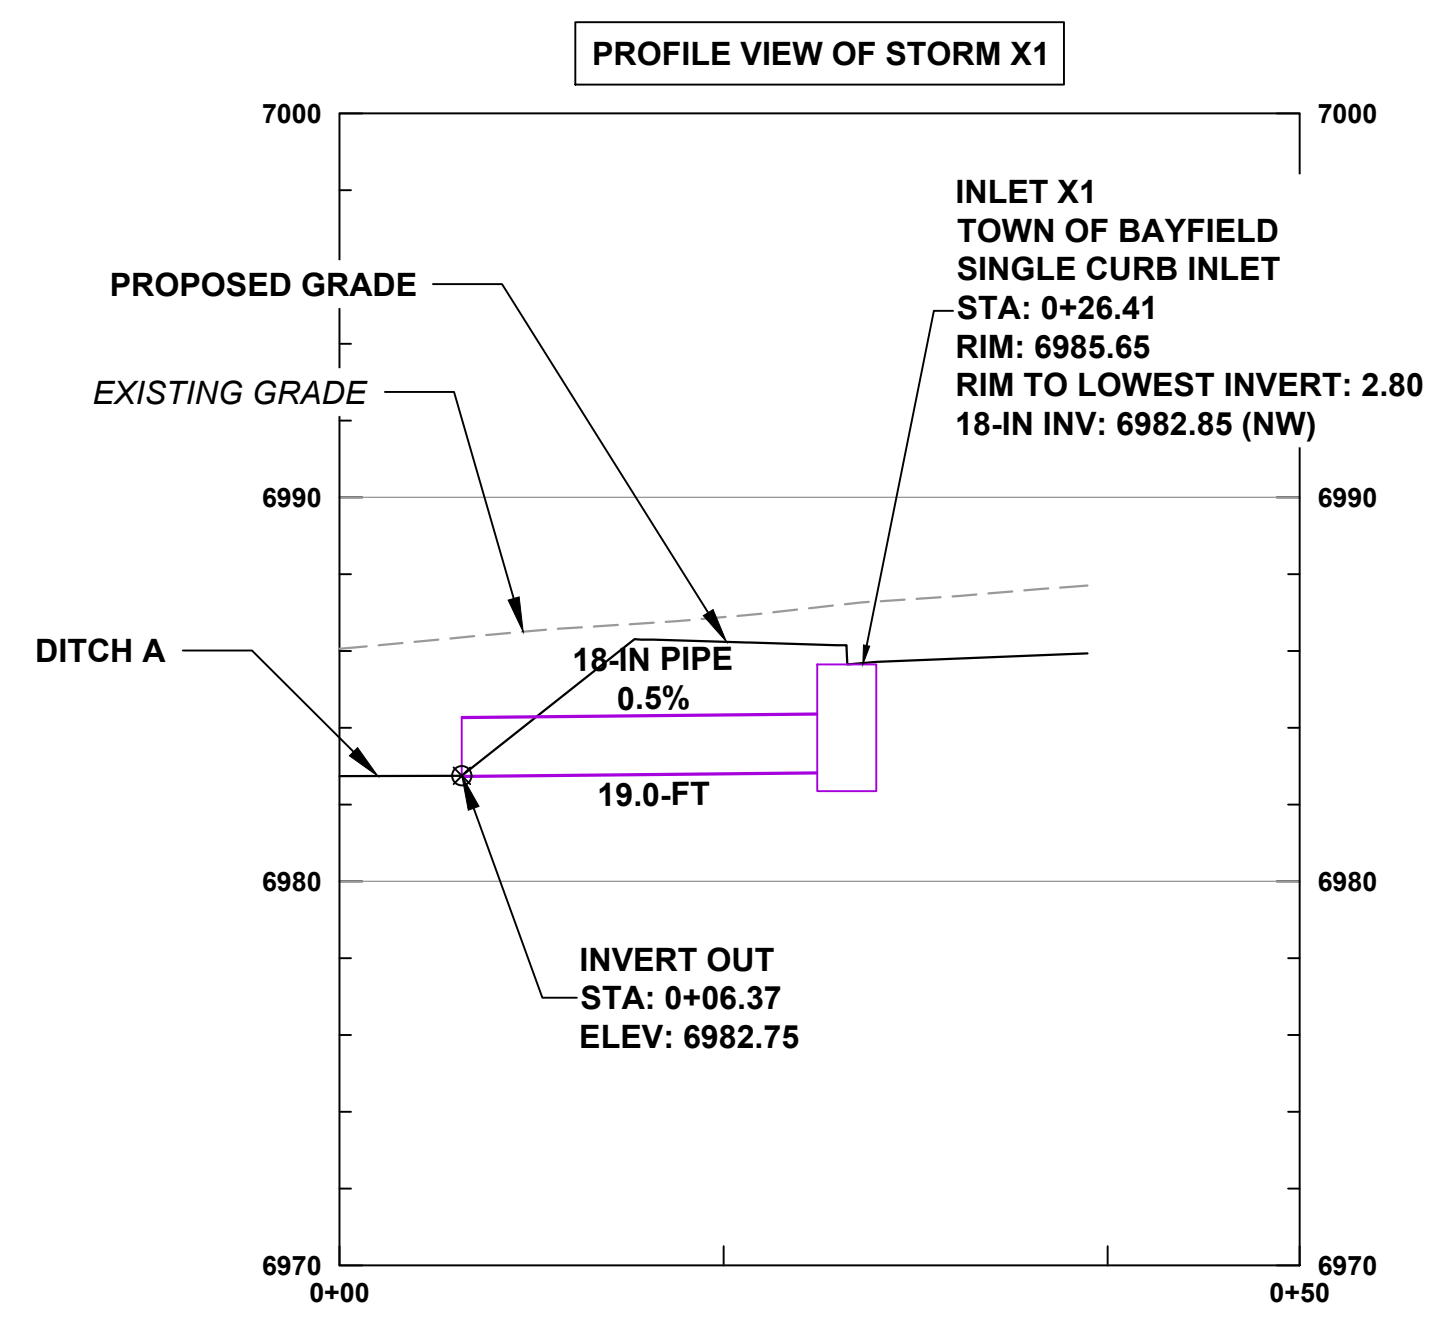 PROFILE VIEW OF STORM X1
7000
7000
INLET X1
TOWN OF BAYFIELD
SINGLE CURB INLET
STA: 0+26.41
RIM: 6985.65
RIM TO LOWEST INVERT: 2.80
18-IN INV: 6982.85 (NW)
PROPOSED GRADE
EXISTING GRADE
6990
6990
DITCH A
18-IN PIPE
0.5%
19.0-FT
6980
6980
INVERT OUT
STA: 0+06.37
ELEV: 6982.75
6970
6970
0+00
0+50